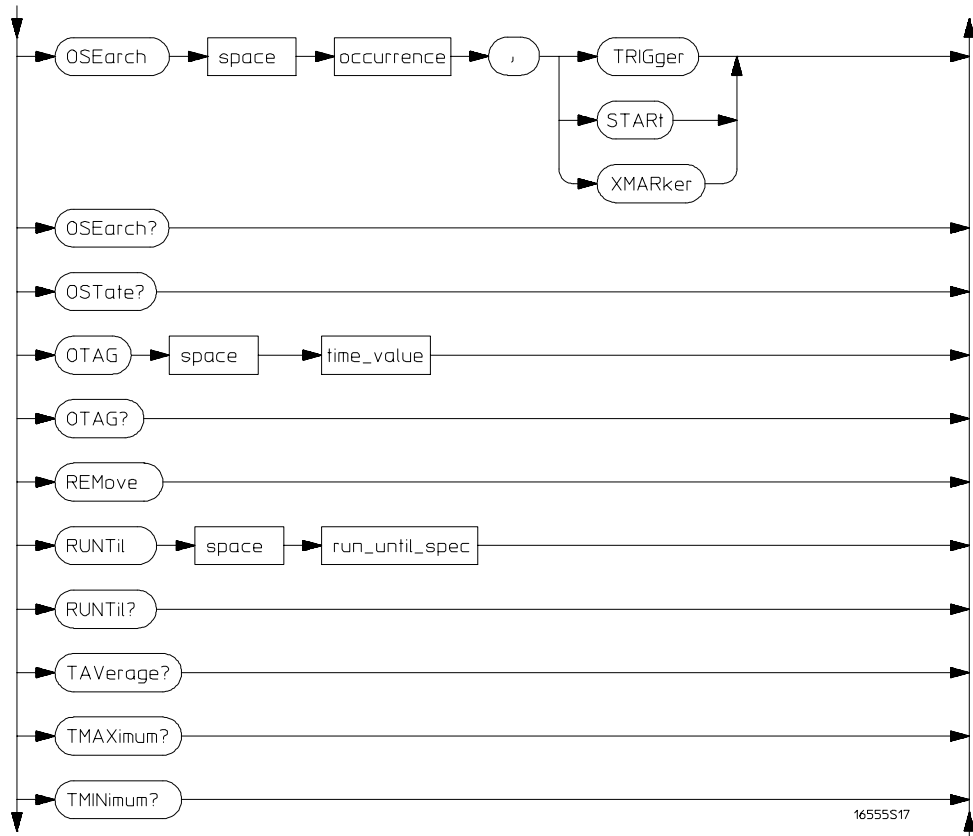 OSEarch space occurrence , TRIGger
STARt
XMARker
OSEarch?
OSTate?
OTAG space time_value
OTAG?
REMove
RUNTil space run_until_spec
RUNTil?
TAVerage?
TMAXimum?
TMINimum?
16555S17